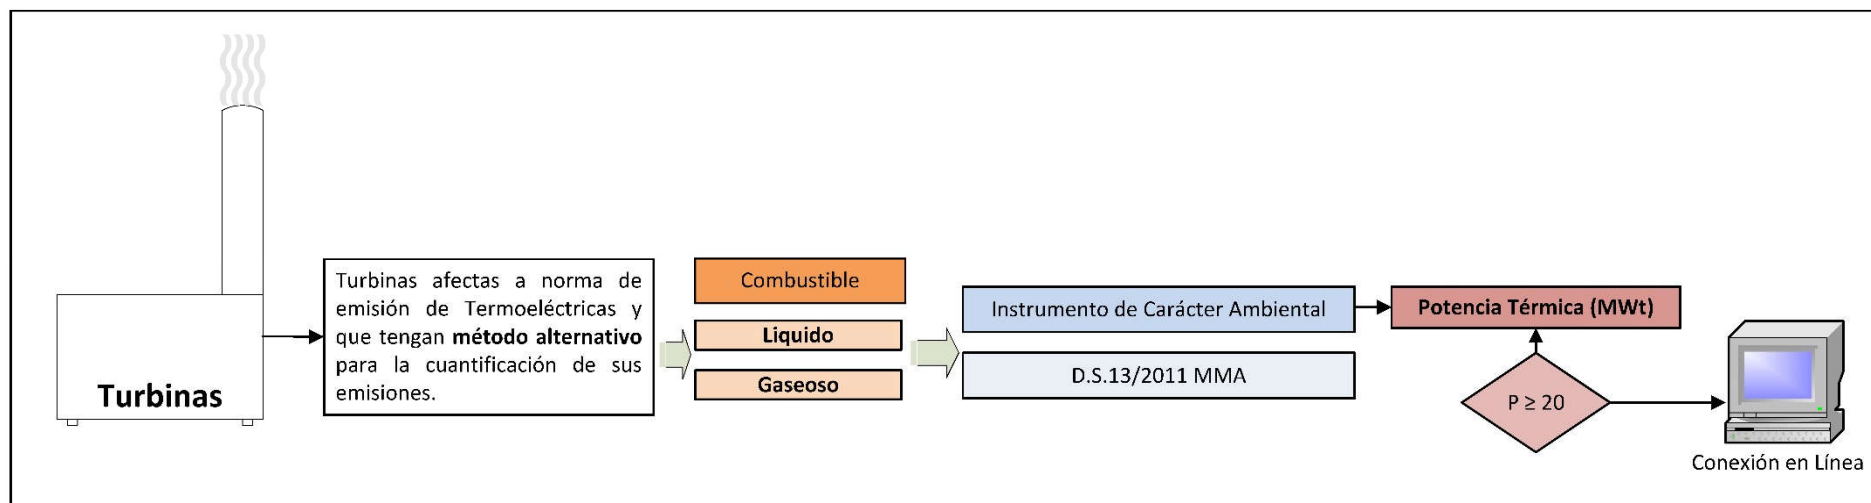 Turbinas
Turbinas afectas a norma de
emisión de Termoeléctricas y
que tengan método alternativo
para la cuantificación de sus
emisiones.
Combustible
Liquido
Gaseoso
Instrumento de Carácter Ambiental
D.S.13/2011 MMA
Potencia Térmica (MWt)
P ≥ 20
Conexión en Línea